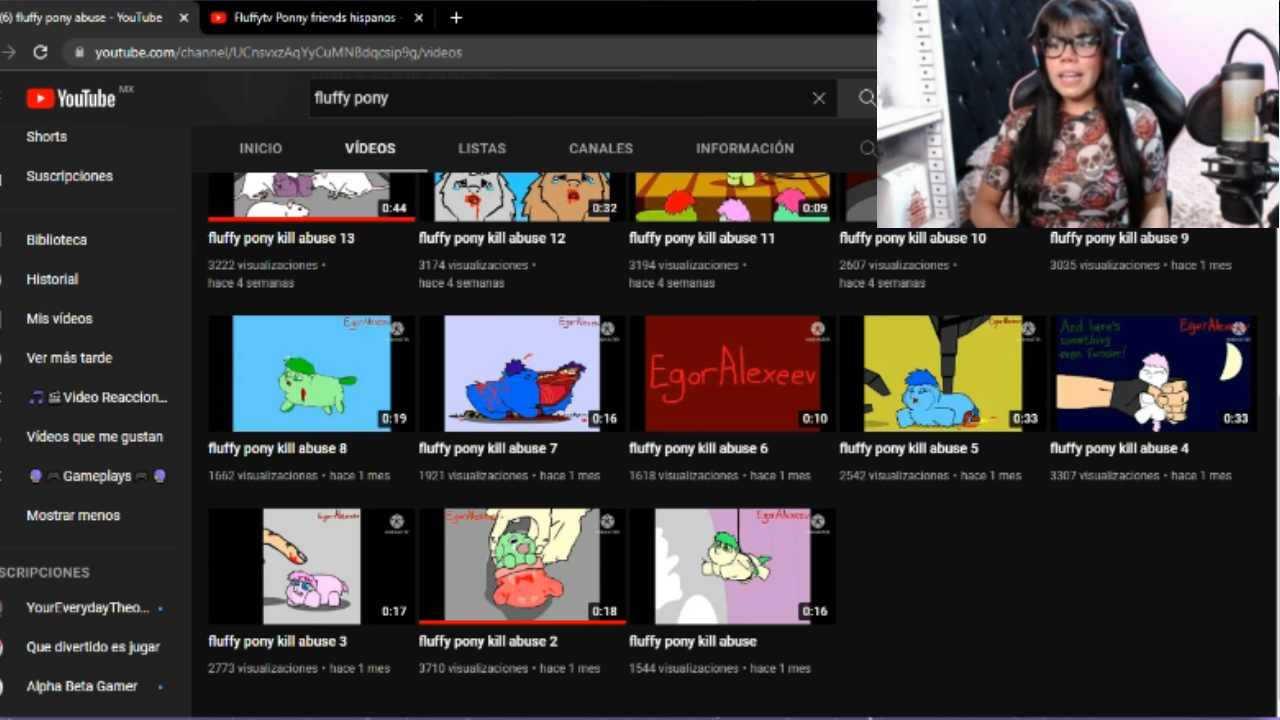 (6) fluffy pony abuse - YouTube
Fluffytv Ponny friends hispanos
youtube.com/channel/UCnsvxzAqYyCuMNBdqcsip9g/videos
YouTube MX
fluffy pony
Shorts
Suscripciones
Biblioteca
Historial
Mis vídeos
Ver más tarde
Video Reaccion...
Vídeos que me gustan
Gameplays
Mostrar menos
SCRIPCIONES
YourEverydayTheo...
Que divertido es jugar
Alpha Beta Gamer
INICIO VÍDEOS LISTAS CANALES INFORMACIÓN
0:44 0:32 0:09
fluffy pony kill abuse 13 fluffy pony kill abuse 12 fluffy pony kill abuse 11 fluffy pony kill abuse 10 fluffy pony kill abuse 9
3222 visualizaciones • 3174 visualizaciones • 3194 visualizaciones • 2607 visualizaciones • 3035 visualizaciones • hace 1 mes
hace 4 semanas hace 4 semanas hace 4 semanas hace 4 semanas
EgorAlexeev
And here's
something
even funnier!
0:19 0:16 0:10 0:33 0:33
fluffy pony kill abuse 8 fluffy pony kill abuse 7 fluffy pony kill abuse 6 fluffy pony kill abuse 5 fluffy pony kill abuse 4
1662 visualizaciones • hace 1 mes 1921 visualizaciones • hace 1 mes 1618 visualizaciones • hace 1 mes 2542 visualizaciones • hace 1 mes 3307 visualizaciones • hace 1 mes
EgorAlexeev EgorAlexeev
0:17 0:18 0:16
fluffy pony kill abuse 3 fluffy pony kill abuse 2 fluffy pony kill abuse
2773 visualizaciones • hace 1 mes 3710 visualizaciones • hace 1 mes 1544 visualizaciones • hace 1 mes